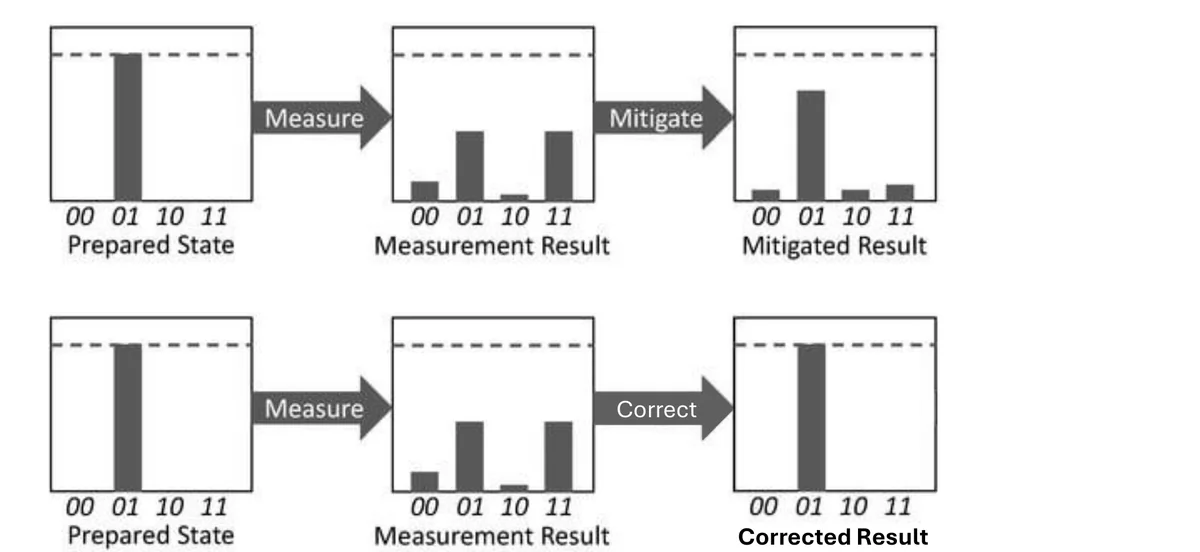 Measure
Mitigate
00 01 10 11
00 01 10 11
00 01 10 11
Prepared State
Measurement Result
Mitigated Result
Measure
Correct
00 01 10 11
00 01 10 11
00 01 10 11
Prepared State
Measurement Result
Corrected Result